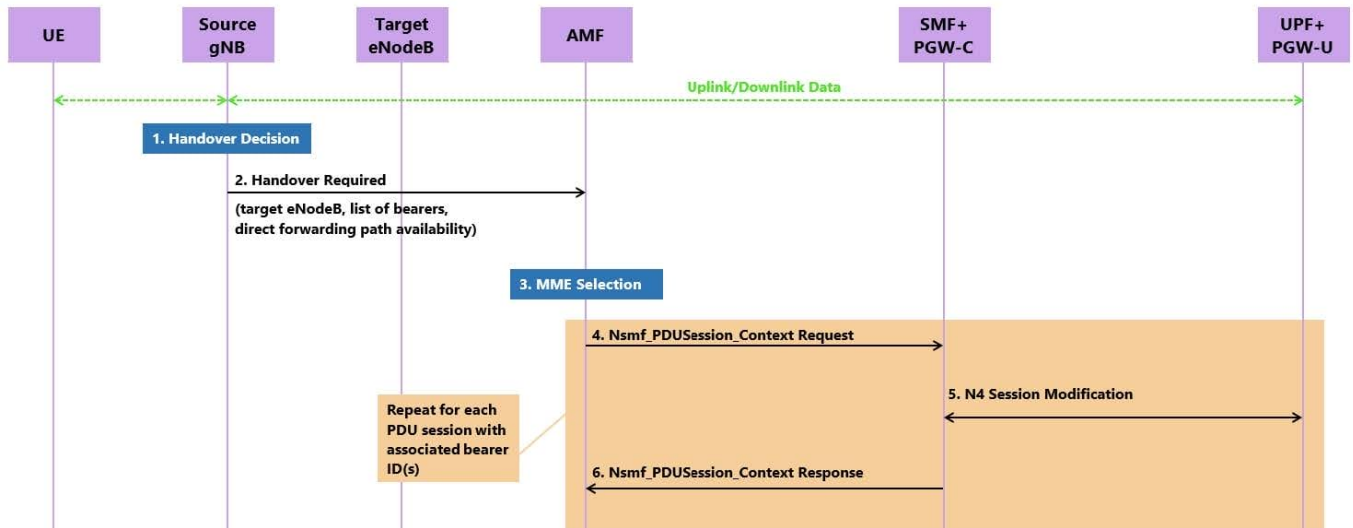 UE
Source
gNB
Target
eNodeB
AMF
SMF+
PGW-C
UPF+
PGW-U
Uplink/Downlink Data
1. Handover Decision
2. Handover Required
(target eNodeB, list of bearers,
direct forwarding path availability)
3. MME Selection
4. Nsmf_PDUSession_Context Request
5. N4 Session Modification
Repeat for each
PDU session with
associated bearer
ID(s)
6. Nsmf_PDUSession_Context Response